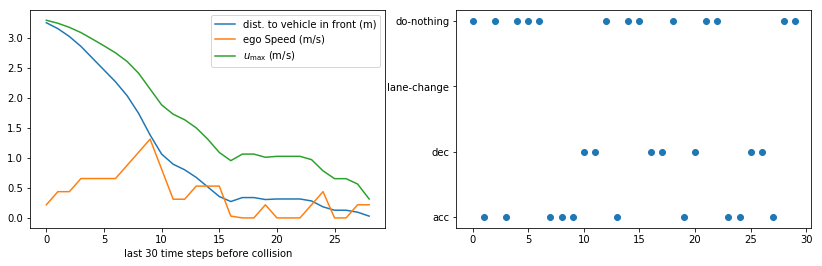 3.0
2.5
2.0
1.5
1.0
0.5
0.0
dist. to vehicle in front (m)
ego Speed (m/s)
u_max (m/s)
0 5 10 15 20 25
last 30 time steps before collision
do-nothing
lane-change
dec
acc
0 5 10 15 20 25 30